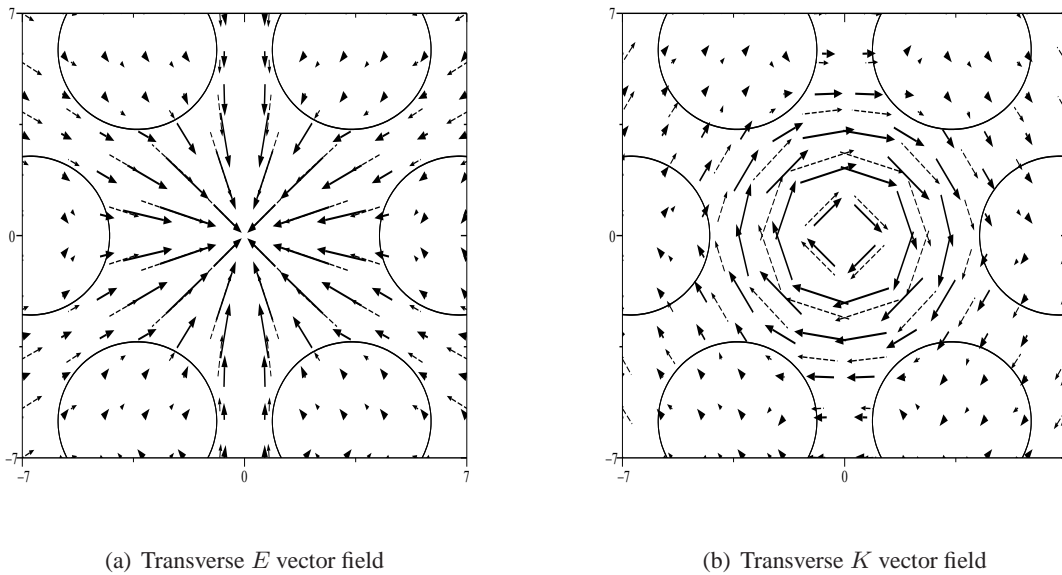 7 7
0 0
−7 −7
−7 0 7 −7 0
(a) Transverse E vector field (b) Transverse K vector field